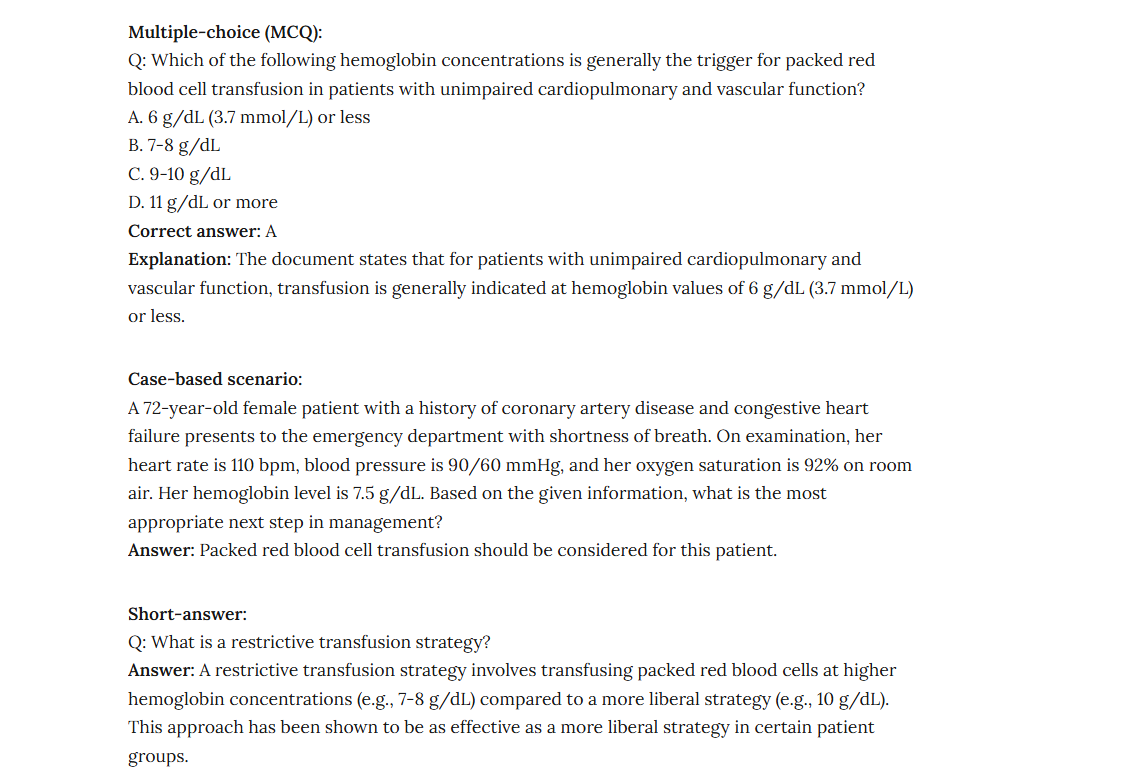 Multiple-choice (MCQ):
Q: Which of the following hemoglobin concentrations is generally the trigger for packed red
blood cell transfusion in patients with unimpaired cardiopulmonary and vascular function?
A. 6 g/dL (3.7 mmol/L) or less
B. 7-8 g/dL
C. 9-10 g/dL
D. 11 g/dL or more
Correct answer: A
Explanation: The document states that for patients with unimpaired cardiopulmonary and
vascular function, transfusion is generally indicated at hemoglobin values of 6 g/dL (3.7 mmol/L)
or less.
Case-based scenario:
A 72-year-old female patient with a history of coronary artery disease and congestive heart
failure presents to the emergency department with shortness of breath. On examination, her
heart rate is 110 bpm, blood pressure is 90/60 mmHg, and her oxygen saturation is 92% on room
air. Her hemoglobin level is 7.5 g/dL. Based on the given information, what is the most
appropriate next step in management?
Answer: Packed red blood cell transfusion should be considered for this patient.
Short-answer:
Q: What is a restrictive transfusion strategy?
Answer: A restrictive transfusion strategy involves transfusing packed red blood cells at higher
hemoglobin concentrations (e.g., 7-8 g/dL) compared to a more liberal strategy (e.g., 10 g/dL).
This approach has been shown to be as effective as a more liberal strategy in certain patient
groups.